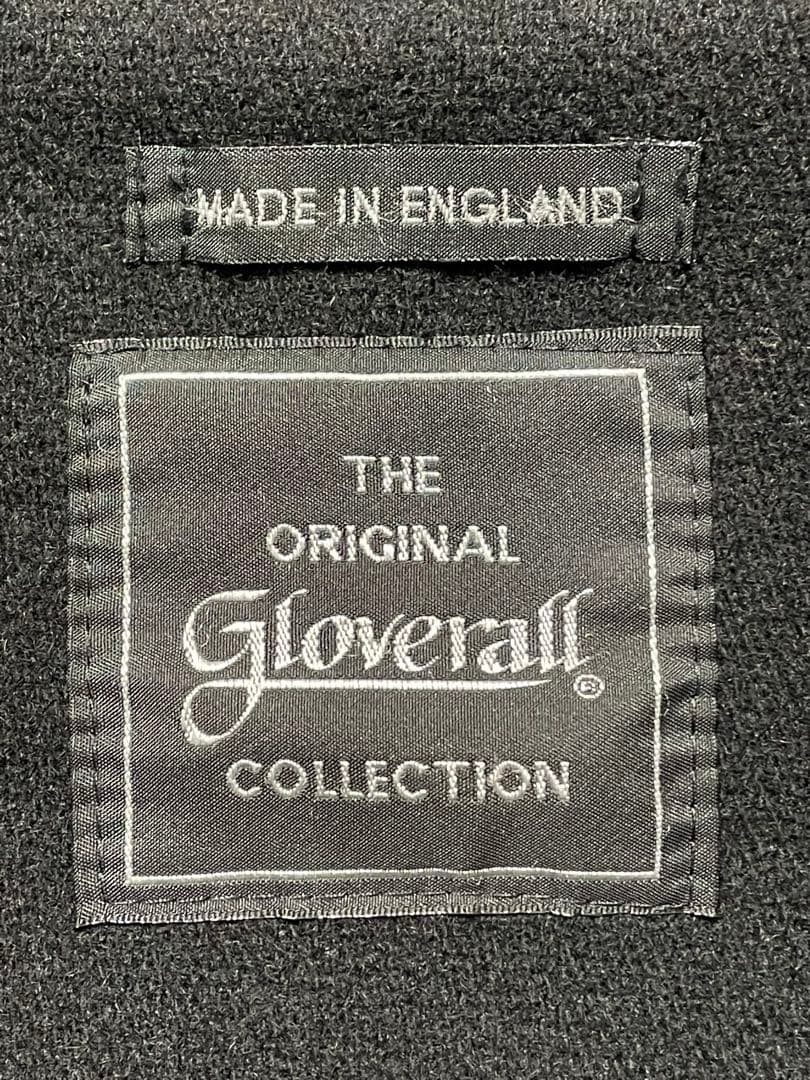 MADE IN ENGLAND
THE
ORIGINAL
Gloverall®
COLLECTION